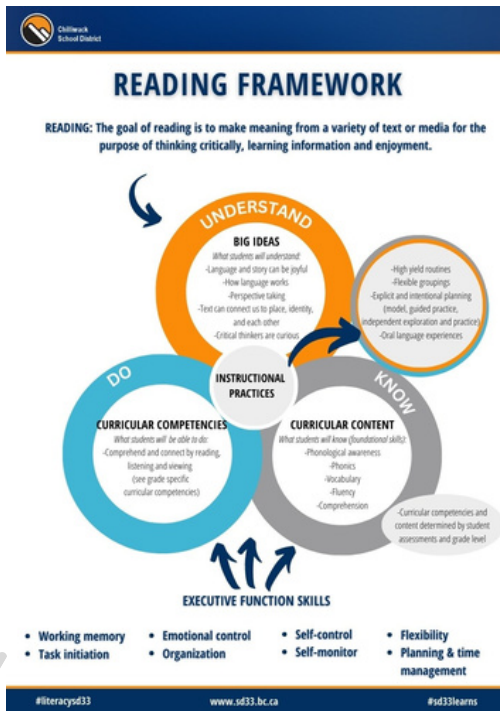 Chilliwack
School District
READING FRAMEWORK
READING: The goal of reading is to make meaning from a variety of text or media for the
purpose of thinking critically, learning information and enjoyment.
UNDERSTAND
BIG IDEAS
What students will understand:
-Language and story can be joyful
-How language works
-Perspective taking
-Text can connect us to place, identity,
and each other
-Critical thinkers are curious
-High yield routines
-Flexible groupings
-Explicit and intentional planning
(model, guided practice,
independent exploration and practice)
-Oral language experiences
INSTRUCTIONAL
PRACTICES
DO
CURRICULAR COMPETENCIES
What students will be able to do:
-Comprehend and connect by reading,
listening and viewing
(see grade specific
curricular competencies)
KNOW
CURRICULAR CONTENT
What students will know (foundational skills):
-Phonological awareness
-Phonics
-Vocabulary
-Fluency
-Comprehension
-Curricular competencies and
content determined by student
assessments and grade level
EXECUTIVE FUNCTION SKILLS
• Working memory
• Task initiation
• Emotional control
• Organization
• Self-control
• Self-monitor
• Flexibility
• Planning & time
management
#literacysd33
www.sd33.bc.ca
#sd33learns